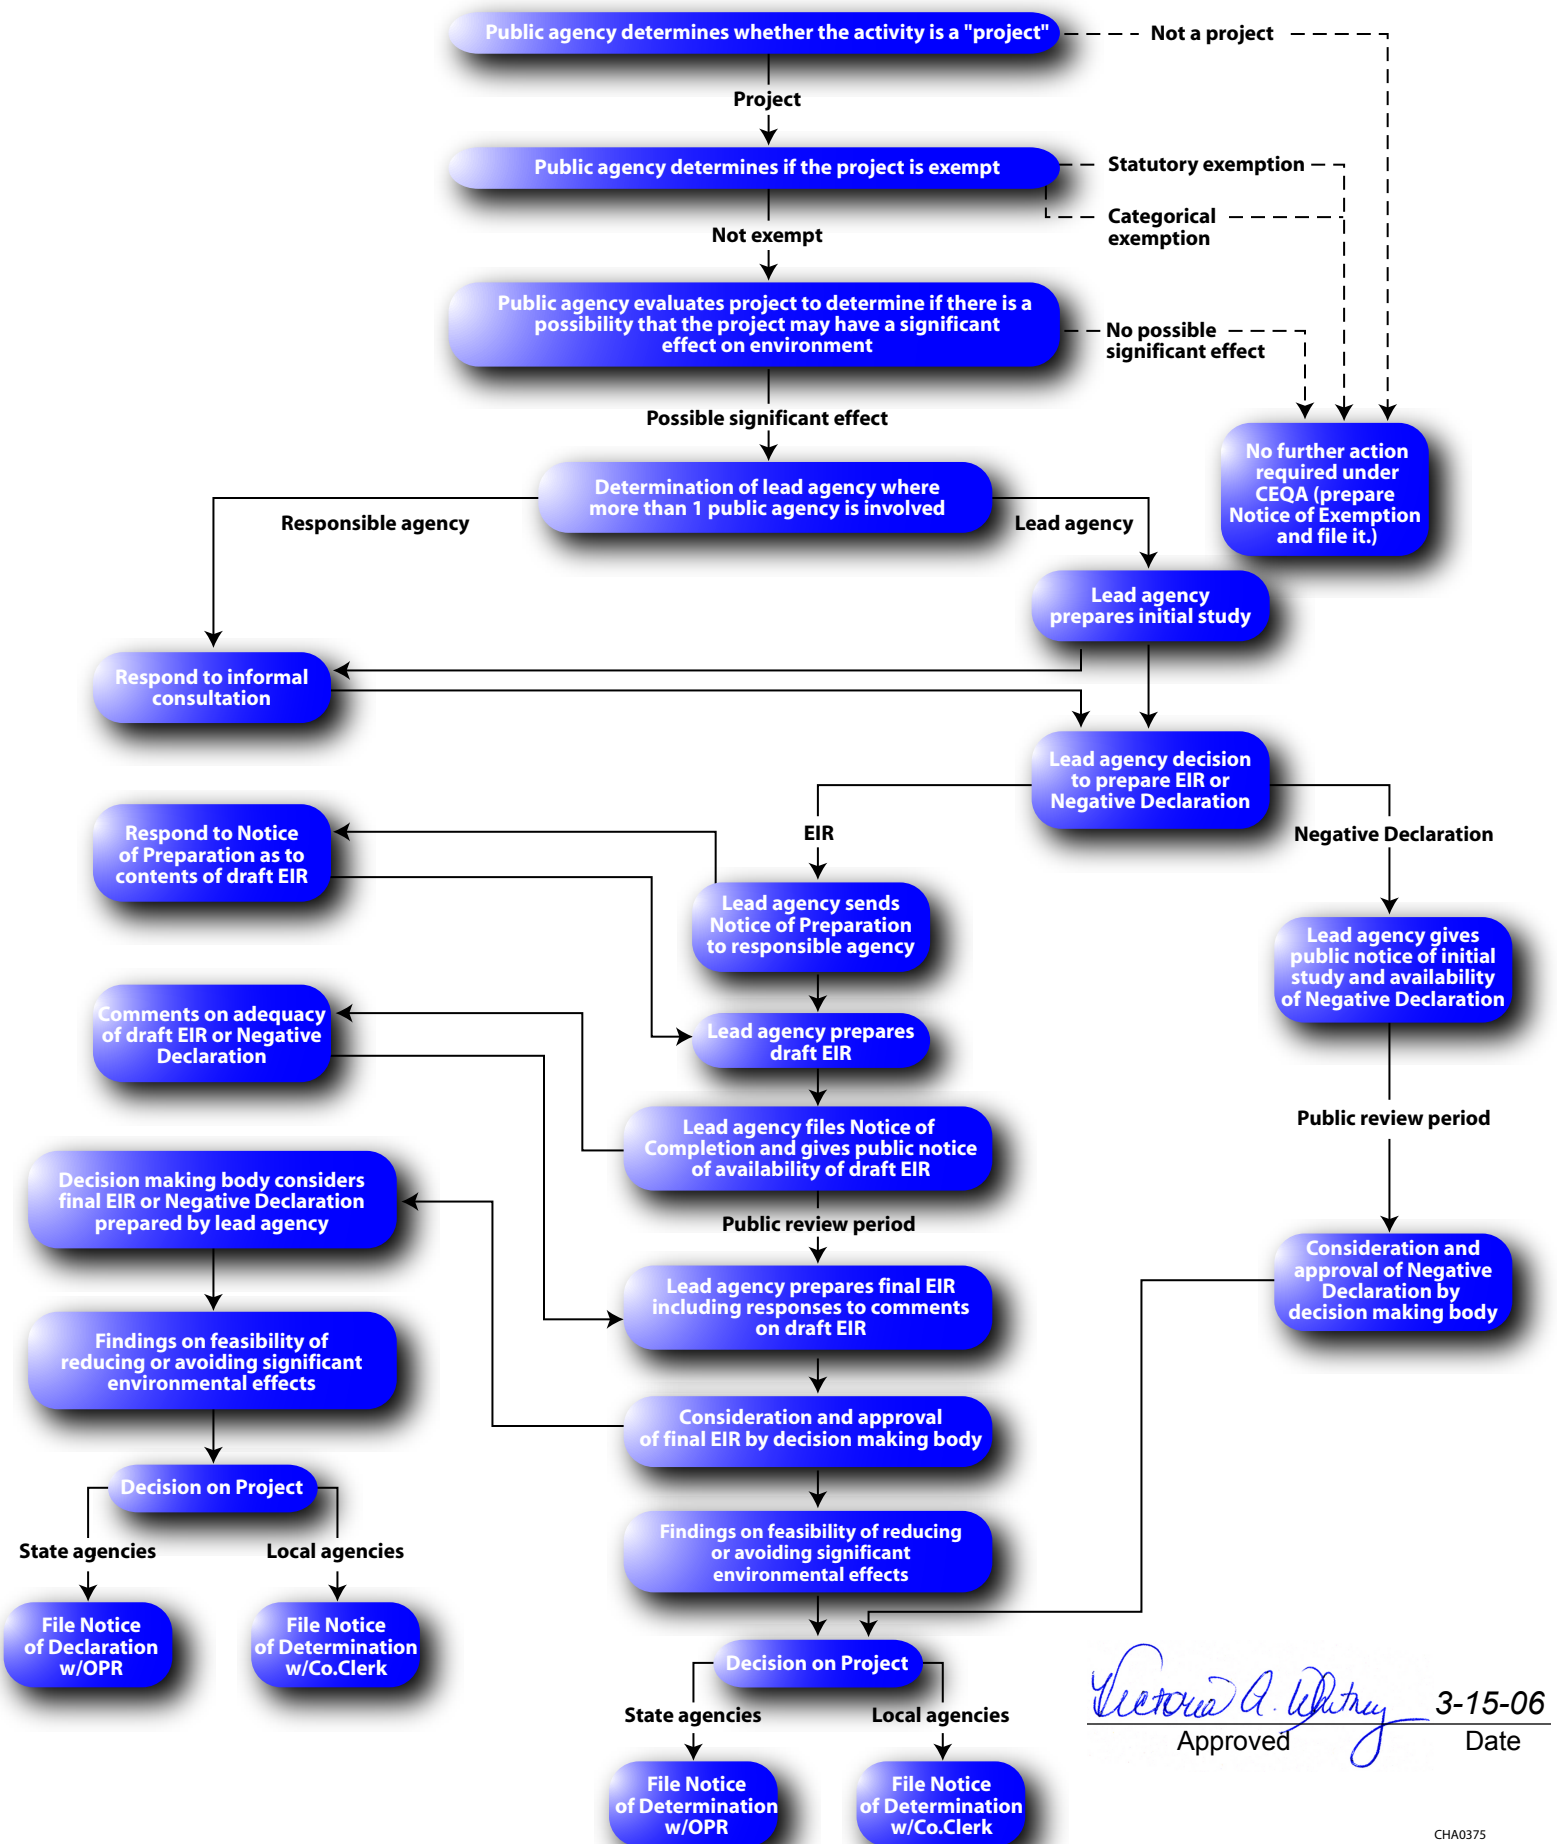 Public agency determines whether the activity is a "project"
Not a project
Project
Public agency determines if the project is exempt
Statutory exemption
Categorical
exemption
Not exempt
Public agency evaluates project to determine if there is a
possibility that the project may have a significant
effect on environment
No possible
significant effect
Possible significant effect
No further action
required under
CEQA (prepare
Notice of Exemption
and file it.)
Determination of lead agency where
more than 1 public agency is involved
Responsible agency
Lead agency
Lead agency
prepares initial study
Respond to informal
consultation
Lead agency decision
to prepare EIR or
Negative Declaration
EIR
Negative Declaration
Respond to Notice
of Preparation as to
contents of draft EIR
Lead agency sends
Notice of Preparation
to responsible agency
Lead agency gives
public notice of initial
study and availability
of Negative Declaration
Comments on adequacy
of draft EIR or Negative
Declaration
Lead agency prepares
draft EIR
Lead agency files Notice of
Completion and gives public notice
of availability of draft EIR
Public review period
Public review period
Decision making body considers
final EIR or Negative Declaration
prepared by lead agency
Lead agency prepares final EIR
including responses to comments
on draft EIR
Consideration and
approval of Negative
Declaration by
decision making body
Findings on feasibility of
reducing or avoiding significant
environmental effects
Consideration and approval
of final EIR by decision making body
Decision on Project
State agencies
Local agencies
Findings on feasibility of reducing
or avoiding significant
environmental effects
File Notice
of Declaration
w/OPR
File Notice
of Determination
w/Co.Clerk
Decision on Project
State agencies
Local agencies
File Notice
of Determination
w/OPR
File Notice
of Determination
w/Co.Clerk
Victoria A. Whitney
3-15-06
Approved
Date
CHA0375